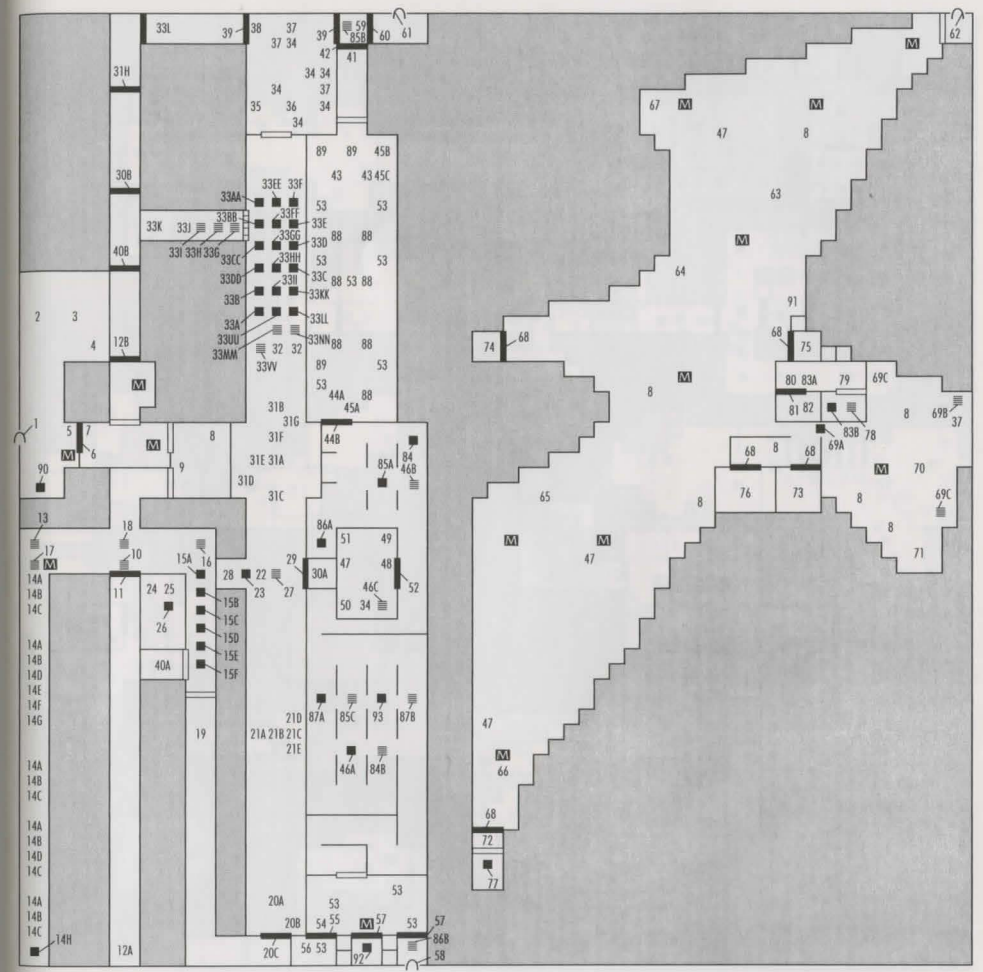 33L 39 38 37 39 59 60 61 62
37 34 42 85B
41 M
31H 34 34
34 37
35 36 34 67 M M
34 47 8
89 89 45B
30B 33EE 33F 43 43 45C
33AA 53 53 63
33K 33J 33BB 33FF 33E
33I 33H 33G 33GG 33D 88 88 M
40B 33CC 33HH 53 53
33DD 33C 88 53 88 64
33B 33II 33KK
2 3 33A 33LL 91
4 12B 33UU 33NN 88 88 74 68 68 75
33MM 32 32
33VV 89 53
M 53 M 80 83A 79 69C
31B 44A 88 8 81 82 8 69B
1 31G 45A 83B 78 37
5 7 31F 44B 84 69A
6 M 8 68 8 68
M 9 31E 31A 85A 46B M 70
90 31D 76 73
31C 65 8 8 69C
13 18 86A 51 49 8
16 M M 71
17 M 10 15A 28 22 29 47 48 47
14A 11 23 27 30A 52
14B 24 25 15B 46C
14C 26 15C 50 34
15D
14A 15E
14B 40A 15F
14D
14E
14F 87A 85C 93 87B
14G 21D 47
19 21A 21B 21C
21E M
14A 46A 84B 66
14B
14C
14A 68
14B 72
14D
14C 77
53
14A 20A 53
14B 20B 54 55 M 57 53 57
14C
14H 12A 20C 56 53 92 86B
58